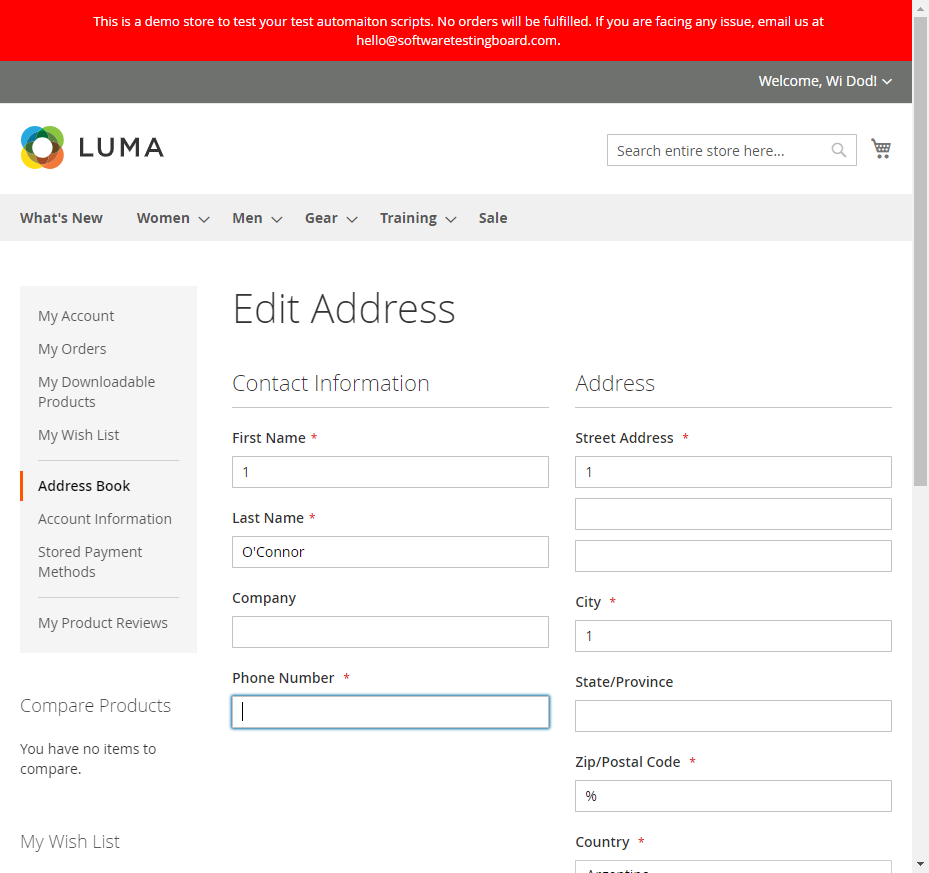 This is a demo store to test your test automaiton scripts. No orders will be fulfilled. If you are facing any issue, email us at
hello@softwaretestingboard.com.
Welcome, Wi Dod!
LUMA
Search entire store here...
What's New
Women
Men
Gear
Training
Sale
My Account
My Orders
My Downloadable
Products
My Wish List
Address Book
Account Information
Stored Payment
Methods
My Product Reviews
Compare Products
You have no items to
compare.
My Wish List
Edit Address
Contact Information
First Name *
1
Last Name *
O'Connor
Company
Phone Number *
Address
Street Address *
1
City *
1
State/Province
Zip/Postal Code *
%
Country *
Argentina